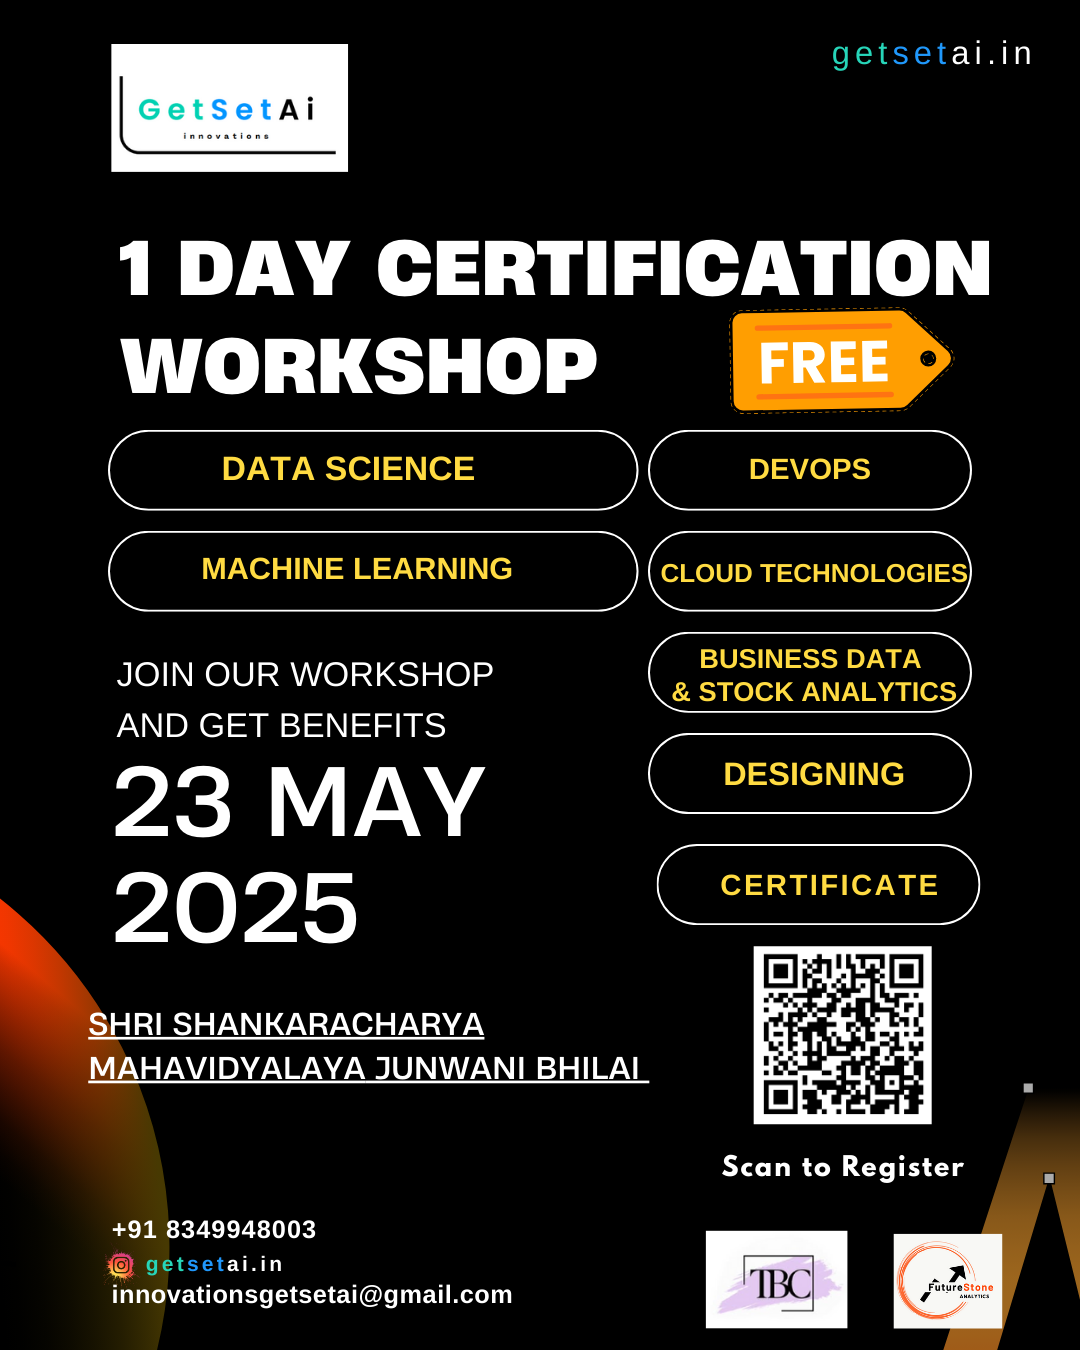 getsetai.in
GetSetAi
innovations
1 DAY CERTIFICATION
WORKSHOP
FREE
DATA SCIENCE
DEVOPS
MACHINE LEARNING
CLOUD TECHNOLOGIES
BUSINESS DATA
& STOCK ANALYTICS
DESIGNING
CERTIFICATE
JOIN OUR WORKSHOP
AND GET BENEFITS
23 MAY
2025
SHRI SHANKARACHARYA
MAHAVIDYALAYA JUNWANI BHILAI
Scan to Register
+91 8349948003
getsetai.in
innovationsgetsetai@gmail.com
TBC
FutureStone
ANALYTICS